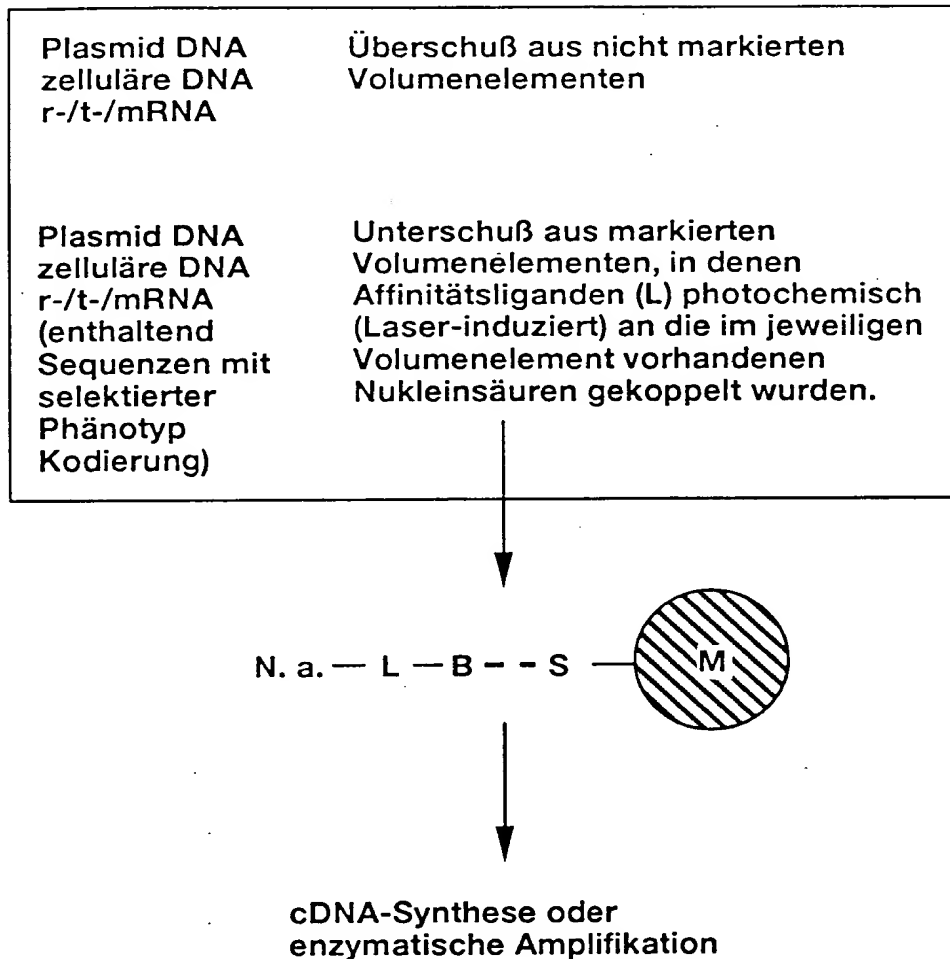 Plasmid DNA Überschuß aus nicht markierten
zelluläre DNA Volumenelementen
r-/t-/mRNA
Plasmid DNA Unterschuß aus markierten
zelluläre DNA Volumenelementen, in denen
r-/t-/mRNA Affinitätsliganden (L) photochemisch
(enthaltend (Laser-induziert) an die im jeweiligen
Sequenzen mit Volumenelement vorhandenen
selektierter Nukleinsäuren gekoppelt wurden.
Phänotyp
Kodierung)
N. a. — L — B - - S — M
cDNA-Synthese oder
enzymatische Amplifikation